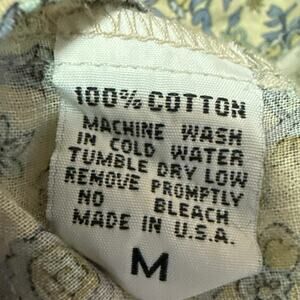 100% COTTON
MACHINE WASH
IN COLD WATER
TUMBLE DRY LOW
REMOVE PROMPTLY
NO BLEACH
MADE IN U.S.A.
M